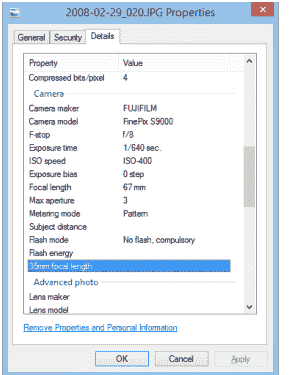 2008-02-29_020.JPG Properties
General Security Details
Property Value
Compressed bits/pixel 4
Camera
Camera maker FUJIFILM
Camera model FinePix S9000
F-stop f/8
Exposure time 1/640 sec.
ISO speed ISO-400
Exposure bias 0 step
Focal length 67 mm
Max aperture 3
Metering mode Pattern
Subject distance
Flash mode No flash, compulsory
Flash energy
35mm focal length
Advanced photo
Lens maker
Lens model
Remove Properties and Personal Information
OK Cancel Apply